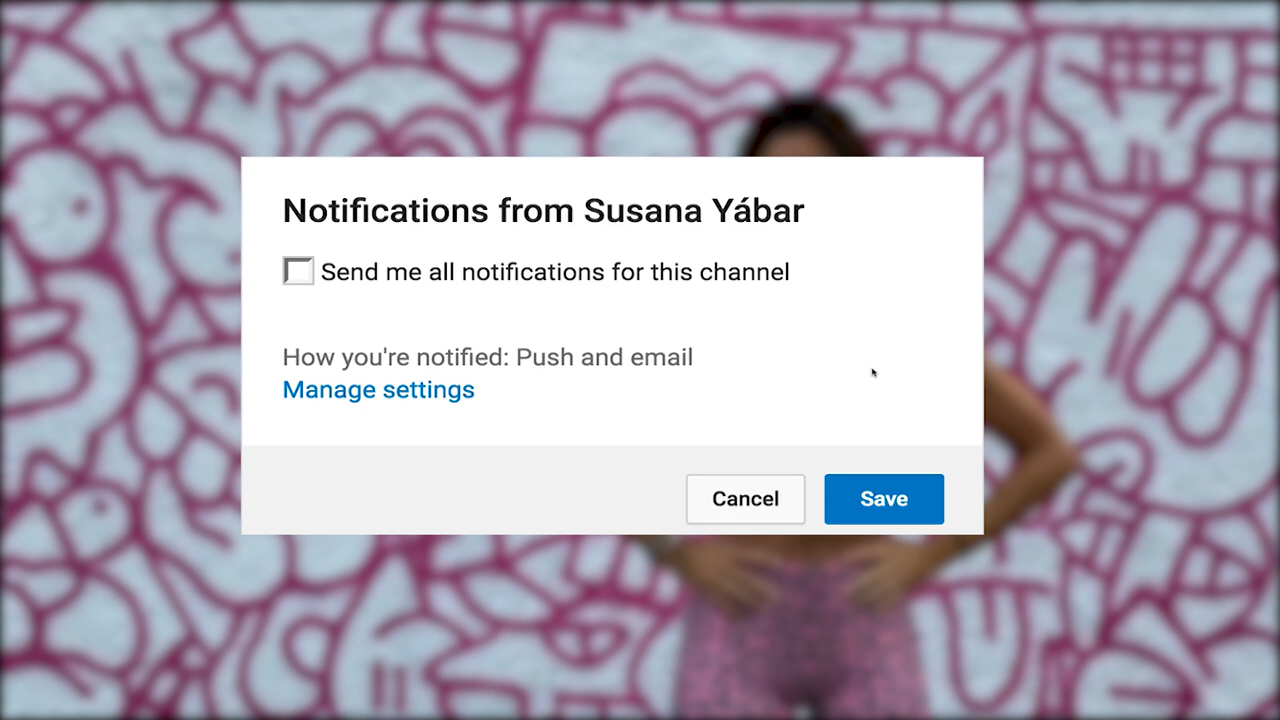 Notifications from Susana Yábar
Send me all notifications for this channel
How you're notified: Push and email
Manage settings
Cancel
Save